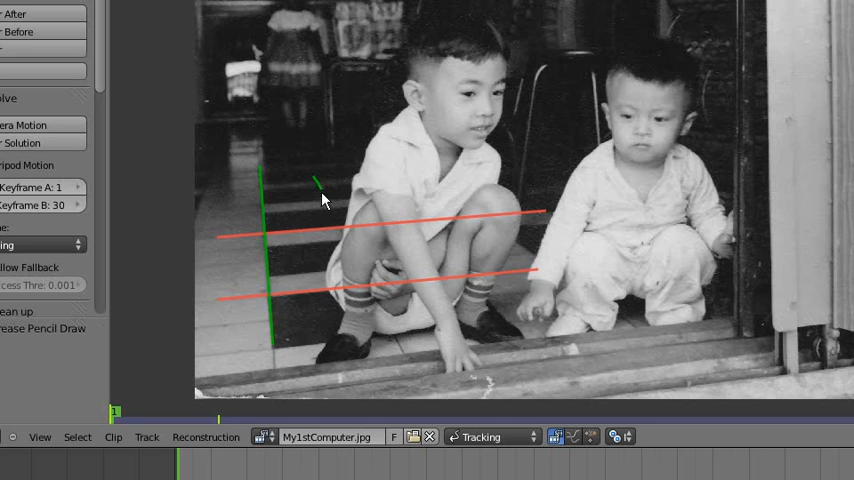 r After
r Before
r
olve
era Motion
r Solution
ripod Motion
Keyframe A: 1
Keyframe B: 30
e:
ing
llow Fallback
cess Thre: 0.001
ean up
rease Pencil Draw
1
View Select Clip Track Reconstruction My1stComputer.jpg F Tracking